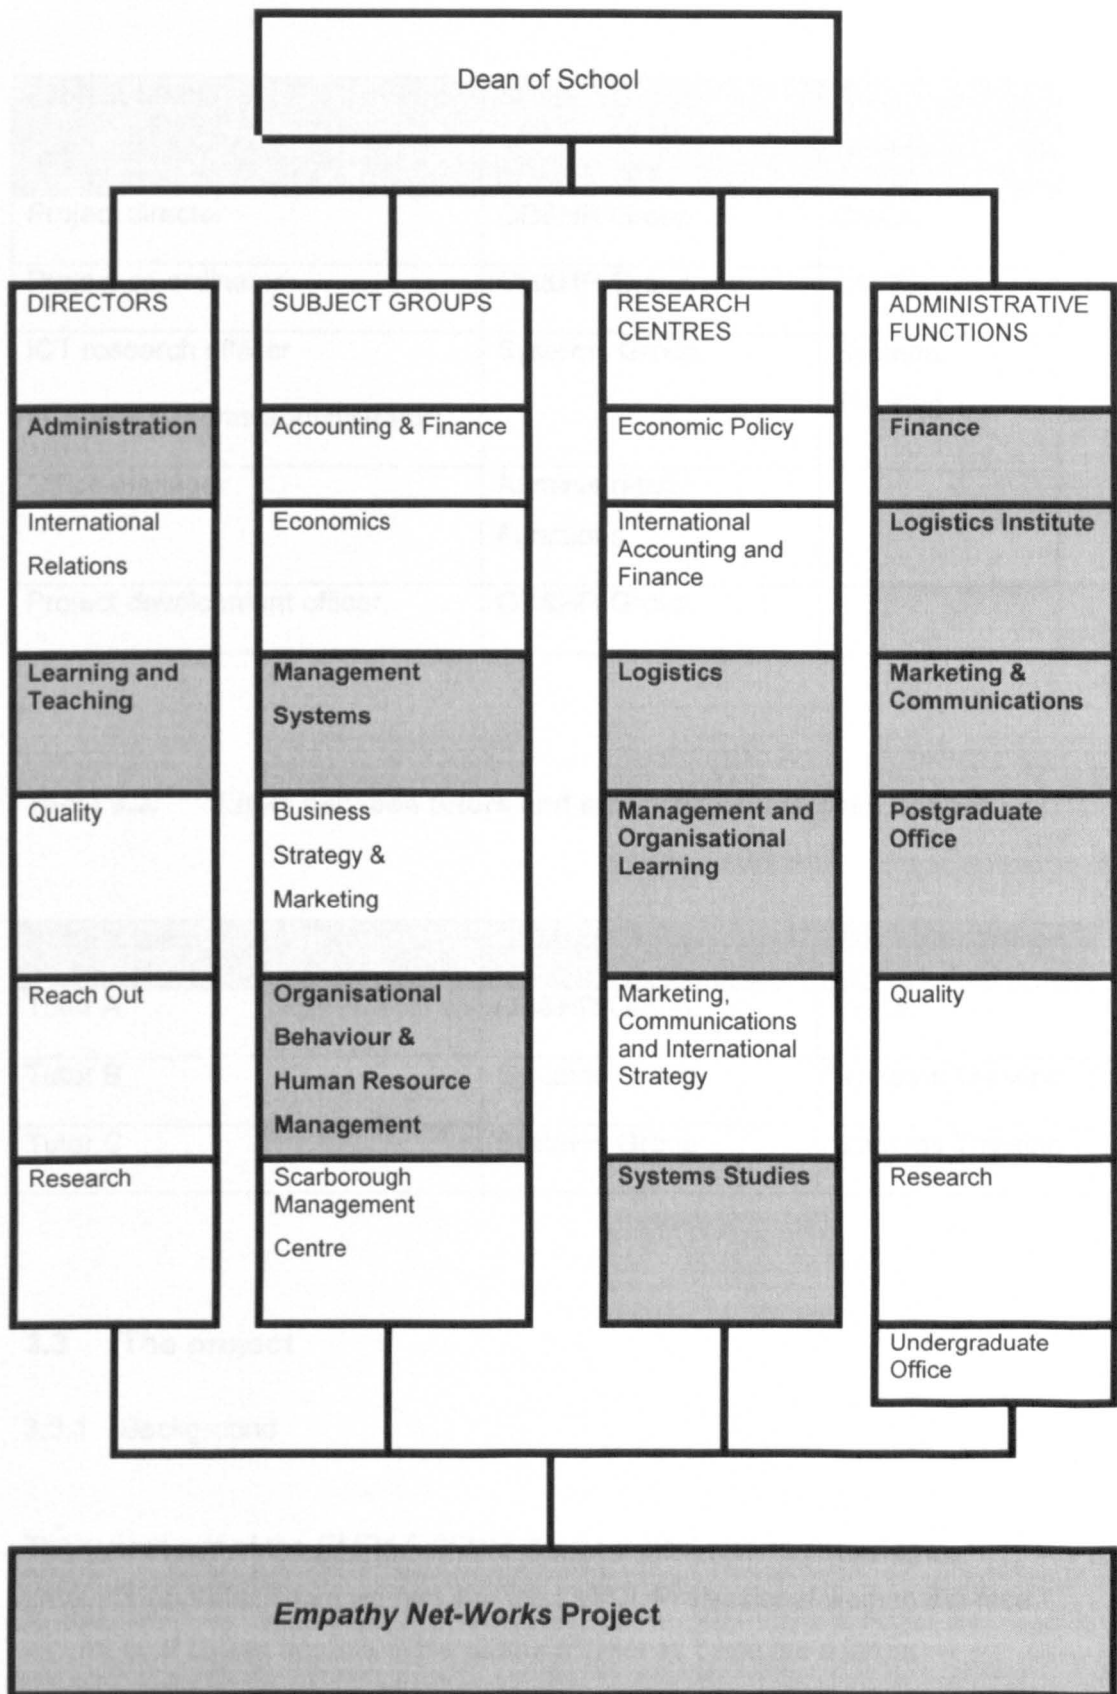 Dean of School
DIRECTORS
Administration
International
Relations
Learning and
Teaching
Quality
Reach Out
Research
SUBJECT GROUPS
Accounting & Finance
Economics
Management
Systems
Business
Strategy &
Marketing
Organisational
Behaviour &
Human Resource
Management
Scarborough
Management
Centre
RESEARCH
CENTRES
Economic Policy
International
Accounting and
Finance
Logistics
Management and
Organisational
Learning
Marketing,
Communications
and International
Strategy
Systems Studies
ADMINISTRATIVE
FUNCTIONS
Finance
Logistics Institute
Marketing &
Communications
Postgraduate
Office
Quality
Research
Undergraduate
Office
Empathy Net-Works Project